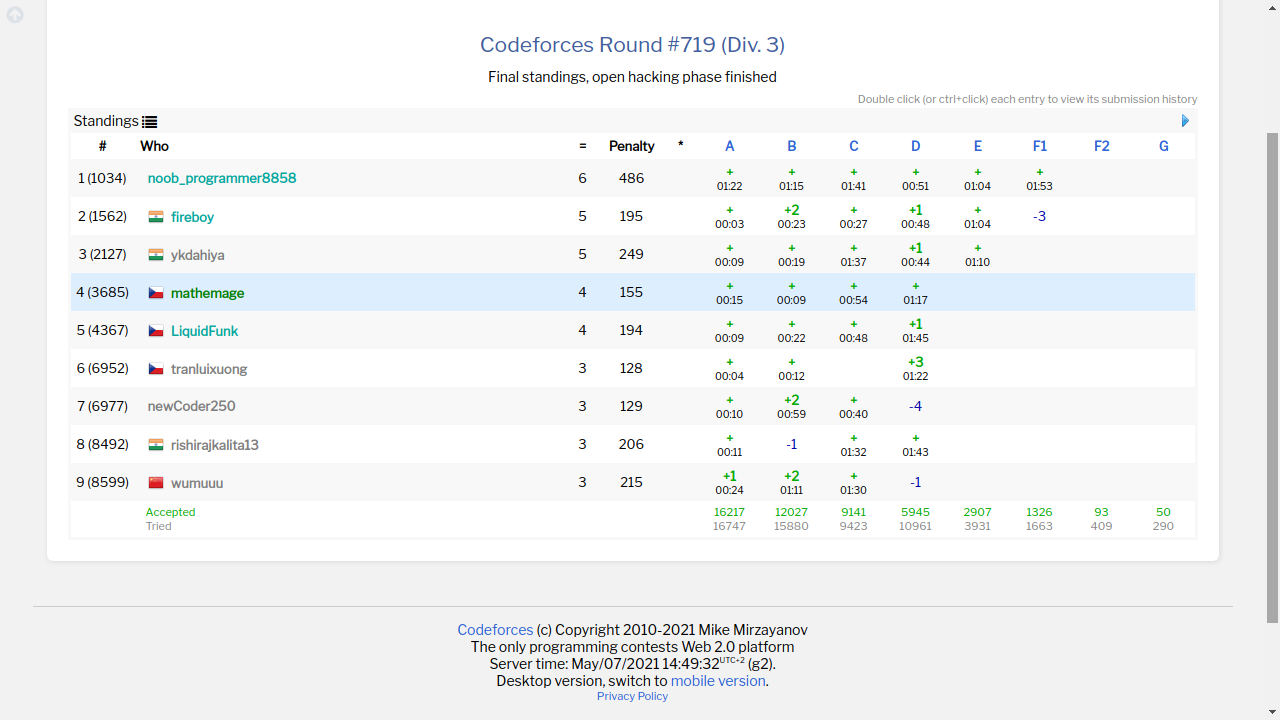 Codeforces Round #719 (Div. 3)
Final standings, open hacking phase finished
Double click (or ctrl+click) each entry to view its submission history
Standings
# Who = Penalty * A B C D E F1 F2 G
1 (1034) noob_programmer8858 6 486 + + + + + +
01:22 01:15 01:41 00:51 01:04 01:53
2 (1562) fireboy 5 195 + +2 + +1 + -3
00:03 00:23 00:27 00:48 01:04
3 (2127) ykdahiya 5 249 + + + +1 +
00:09 00:19 01:37 00:44 01:10
4 (3685) mathemage 4 155 + + + +
00:15 00:09 00:54 01:17
5 (4367) LiquidFunk 4 194 + + + +1
00:09 00:22 00:48 01:45
6 (6952) tranluixuong 3 128 + + +3
00:04 00:12 01:22
7 (6977) newCoder250 3 129 + +2 + -4
00:10 00:59 00:40
8 (8492) rishirajkalita13 3 206 + -1 + +
00:11 01:32 01:43
9 (8599) wumuuu 3 215 +1 +2 + -1
00:24 01:11 01:30
Accepted 16217 12027 9141 5945 2907 1326 93 50
Tried 16747 15880 9423 10961 3931 1663 409 290
Codeforces (c) Copyright 2010-2021 Mike Mirzayanov
The only programming contests Web 2.0 platform
Server time: May/07/2021 14:49:32UTC+2 (g2).
Desktop version, switch to mobile version.
Privacy Policy